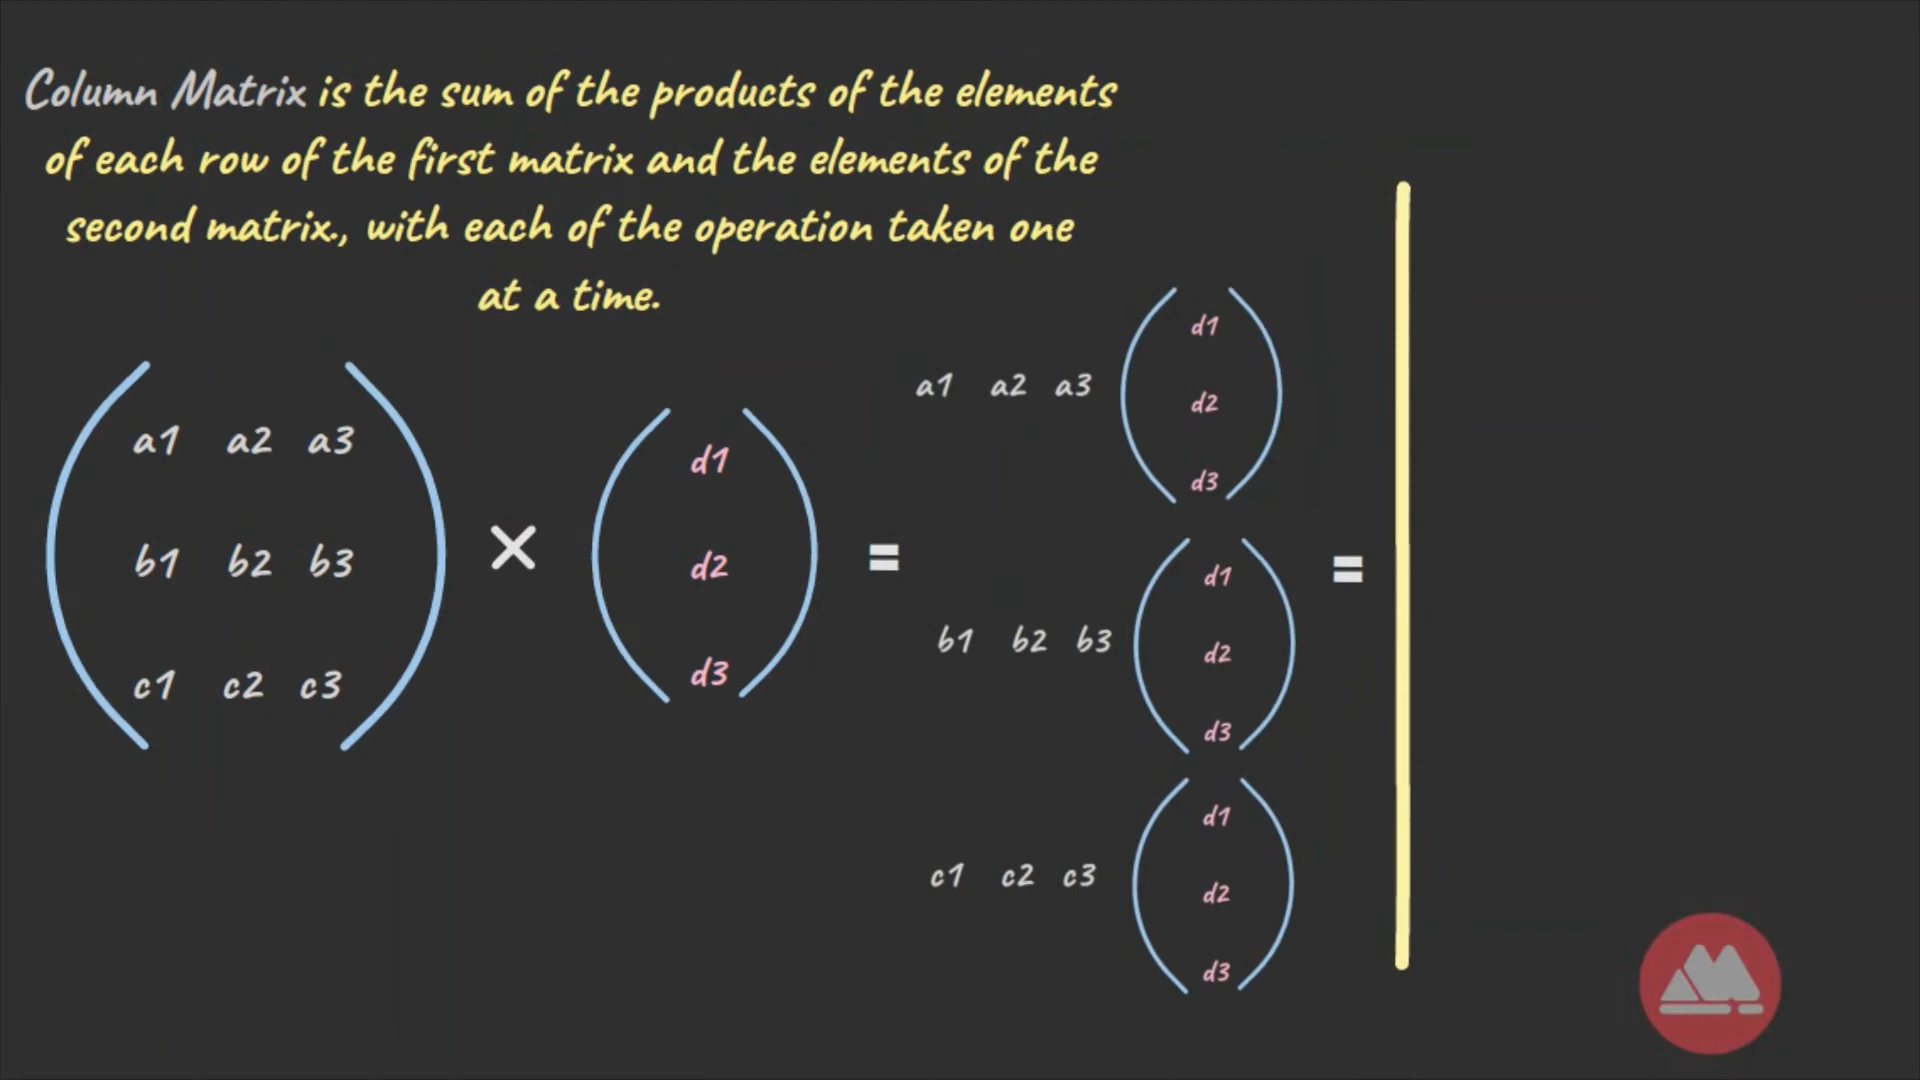 Column Matrix is the sum of the products of the elements
of each row of the first matrix and the elements of the
second matrix., with each of the operation taken one
at a time.
a1 a2 a3
b1 b2 b3
c1 c2 c3
×
d1
d2
d3
=
a1 a2 a3
d1
d2
d3
b1 b2 b3
d1
d2
d3
c1 c2 c3
d1
d2
d3
=